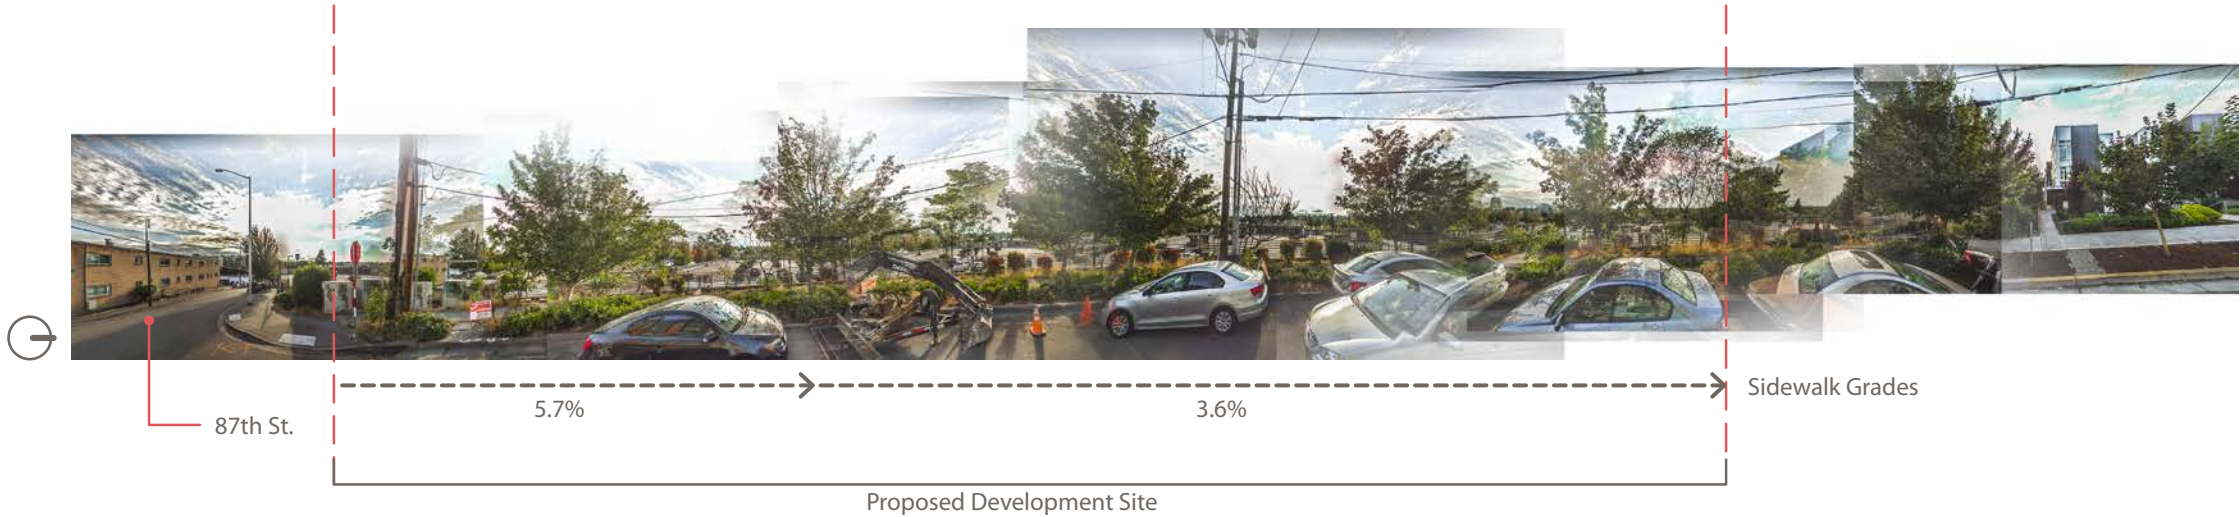 87th St.
5.7%
3.6%
Sidewalk Grades
Proposed Development Site